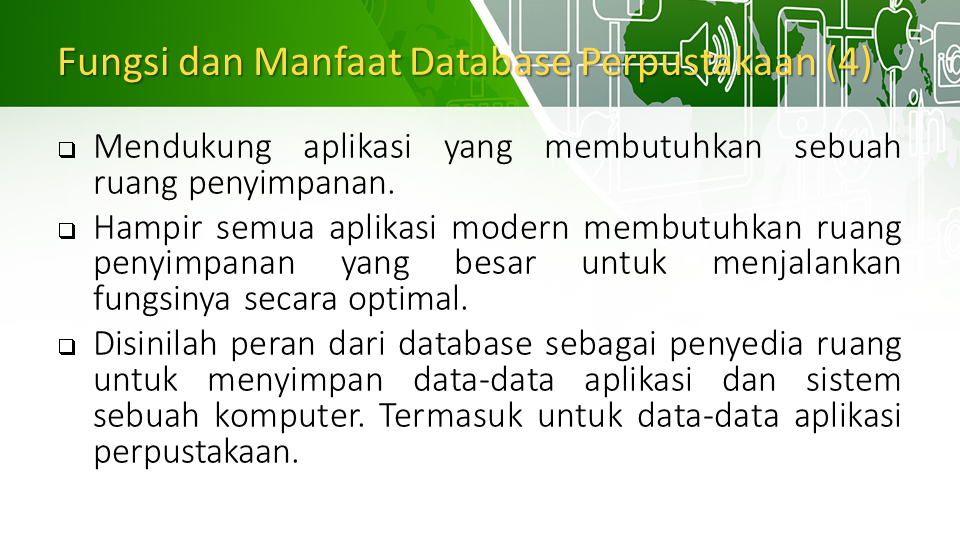 Fungsi dan Manfaat Database Perpustakaan (4)
Mendukung aplikasi yang membutuhkan sebuah
ruang penyimpanan.
Hampir semua aplikasi modern membutuhkan ruang
penyimpanan yang besar untuk menjalankan
fungsinya secara optimal.
Disinilah peran dari database sebagai penyedia ruang
untuk menyimpan data-data aplikasi dan sistem
sebuah komputer. Termasuk untuk data-data aplikasi
perpustakaan.